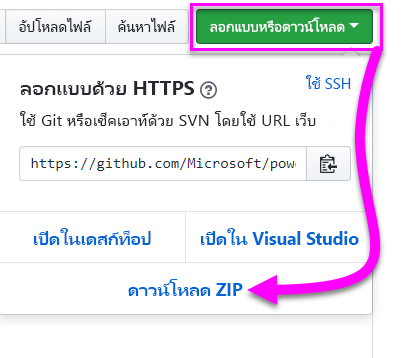 อัปโหลดไฟล์ ค้นหาไฟล์ ลอกแบบหรือดาวน์โหลด
ลอกแบบด้วย HTTPS ใช้ SSH
ใช้ Git หรือเช็คเอาท์ด้วย SVN โดยใช้ URL เว็บ
https://github.com/Microsoft/powe
เปิดในเดสก์ท็อป เปิดใน Visual Studio
ดาวน์โหลด ZIP